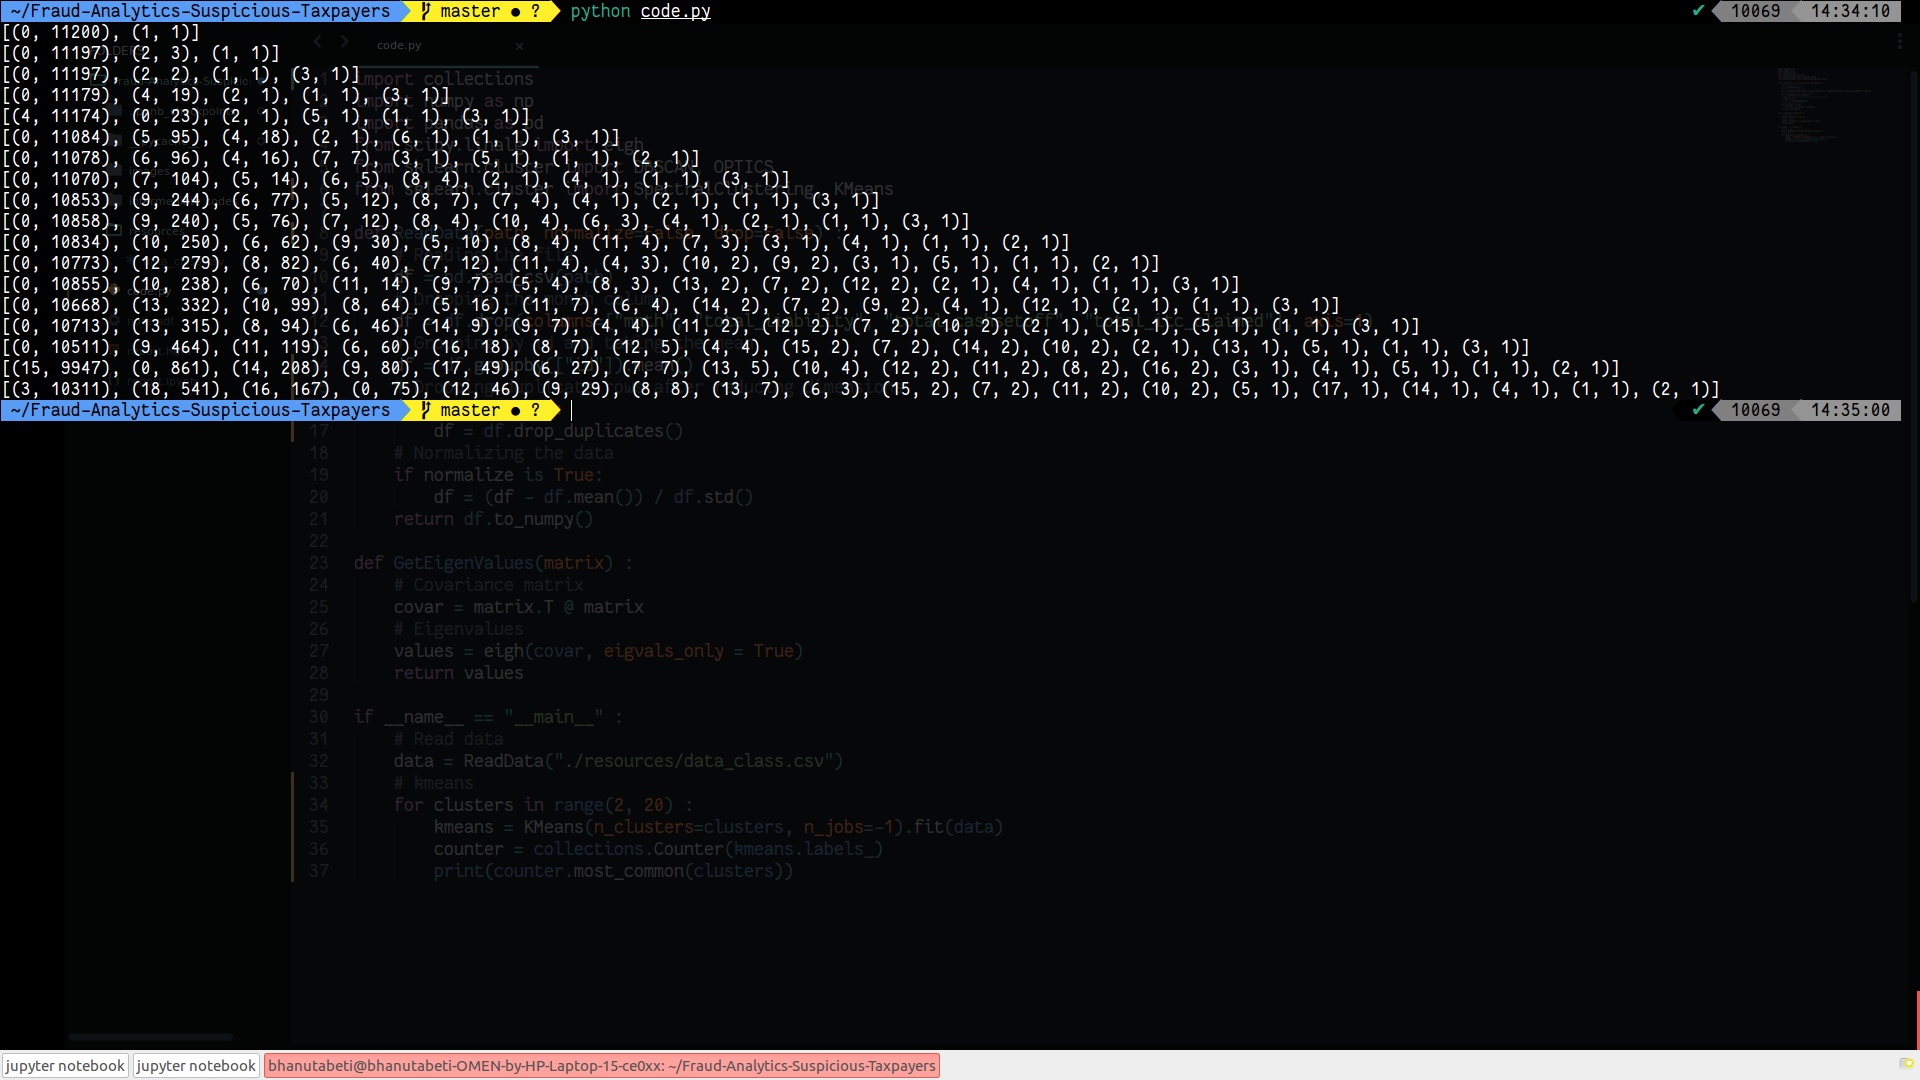 ~/Fraud-Analytics-Suspicious-Taxpayers master ● ? python code.py ✔ 10069 14:34:10
[(0, 11200), (1, 1)]
[(0, 11197), (2, 3), (1, 1)]
[(0, 11197), (2, 2), (1, 1), (3, 1)]
[(0, 11179), (4, 19), (2, 1), (1, 1), (3, 1)]
[(4, 11174), (0, 23), (2, 1), (5, 1), (1, 1), (3, 1)]
[(0, 11084), (5, 95), (4, 18), (2, 1), (6, 1), (1, 1), (3, 1)]
[(0, 11078), (6, 96), (4, 16), (7, 7), (3, 1), (5, 1), (1, 1), (2, 1)]
[(0, 11070), (7, 104), (5, 14), (6, 5), (8, 4), (2, 1), (4, 1), (1, 1), (3, 1)]
[(0, 10853), (9, 244), (6, 77), (5, 12), (8, 7), (7, 4), (4, 1), (2, 1), (1, 1), (3, 1)]
[(0, 10858), (9, 240), (5, 76), (7, 12), (8, 4), (10, 4), (6, 3), (4, 1), (2, 1), (1, 1), (3, 1)]
[(0, 10834), (10, 250), (6, 62), (9, 30), (5, 10), (8, 4), (11, 4), (7, 3), (3, 1), (4, 1), (1, 1), (2, 1)]
[(0, 10773), (12, 279), (8, 82), (6, 40), (7, 12), (11, 4), (4, 3), (10, 2), (9, 2), (3, 1), (5, 1), (1, 1), (2, 1)]
[(0, 10855), (10, 238), (6, 70), (11, 14), (9, 7), (5, 4), (8, 3), (13, 2), (7, 2), (12, 2), (2, 1), (4, 1), (1, 1), (3, 1)]
[(0, 10668), (13, 332), (10, 99), (8, 64), (5, 16), (11, 7), (6, 4), (14, 2), (7, 2), (9, 2), (4, 1), (12, 1), (2, 1), (1, 1), (3, 1)]
[(0, 10713), (13, 315), (8, 94), (6, 46), (14, 9), (9, 7), (4, 4), (11, 2), (12, 2), (7, 2), (10, 2), (2, 1), (15, 1), (5, 1), (1, 1), (3, 1)]
[(0, 10511), (9, 464), (11, 119), (6, 60), (16, 18), (8, 7), (12, 5), (4, 4), (15, 2), (7, 2), (14, 2), (10, 2), (2, 1), (13, 1), (5, 1), (1, 1), (3, 1)]
[(15, 9947), (0, 861), (14, 208), (9, 80), (17, 49), (6, 27), (7, 7), (13, 5), (10, 4), (12, 2), (11, 2), (8, 2), (16, 2), (3, 1), (4, 1), (5, 1), (1, 1), (2, 1)]
[(3, 10311), (18, 541), (16, 167), (0, 75), (12, 46), (9, 29), (8, 8), (13, 7), (6, 3), (15, 2), (7, 2), (11, 2), (10, 2), (5, 1), (17, 1), (14, 1), (4, 1), (1, 1), (2, 1)]
~/Fraud-Analytics-Suspicious-Taxpayers master ● ? ✔ 10069 14:35:00
code.py
import collections
import numpy as np
17 df = df.drop_duplicates()
18 # Normalizing the data
19 if normalize is True:
20 df = (df - df.mean()) / df.std()
21 return df.to_numpy()
22
23 def GetEigenValues(matrix) :
24 # Covariance matrix
25 covar = matrix.T @ matrix
26 # Eigenvalues
27 values = eigh(covar, eigvals_only = True)
28 return values
29
30 if __name__ == "__main__" :
31 # Read data
32 data = ReadData("./resources/data_class.csv")
33 # kmeans
34 for clusters in range(2, 20) :
35 kmeans = KMeans(n_clusters=clusters, n_jobs=-1).fit(data)
36 counter = collections.Counter(kmeans.labels_)
37 print(counter.most_common(clusters))
jupyter notebook
jupyter notebook
bhanutabeti@bhanutabeti-OMEN-by-HP-Laptop-15-ce0xx: ~/Fraud-Analytics-Suspicious-Taxpayers